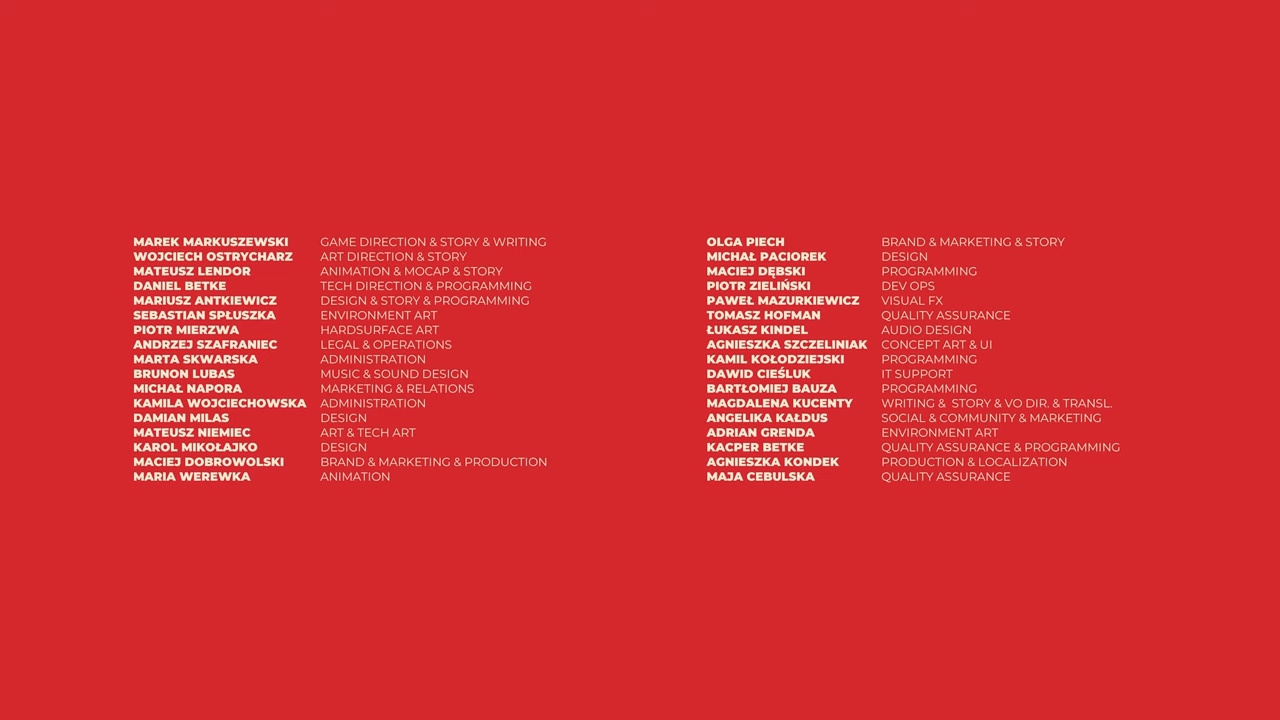 MAREK MARKUSZEWSKI GAME DIRECTION & STORY & WRITING
WOJCIECH OSTRYCHARZ ART DIRECTION & STORY
MATEUSZ LENDOR ANIMATION & MOCAP & STORY
DANIEL BETKE TECH DIRECTION & PROGRAMMING
MARIUSZ ANTKIEWICZ DESIGN & STORY & PROGRAMMING
SEBASTIAN SPŁUSZKA ENVIRONMENT ART
PIOTR MIERZWA HARDSURFACE ART
ANDRZEJ SZAFRANIEC LEGAL & OPERATIONS
MARTA SKWARSKA ADMINISTRATION
BRUNON LUBAS MUSIC & SOUND DESIGN
MICHAŁ NAPORA MARKETING & RELATIONS
KAMILA WOJCIECHOWSKA ADMINISTRATION
DAMIAN MILAS DESIGN
MATEUSZ NIEMIEC ART & TECH ART
KAROL MIKOŁAJKO DESIGN
MACIEJ DOBROWOLSKI BRAND & MARKETING & PRODUCTION
MARIA WEREWKA ANIMATION
OLGA PIECH BRAND & MARKETING & STORY
MICHAŁ PACIOREK DESIGN
MACIEJ DĘBSKI PROGRAMMING
PIOTR ZIELIŃSKI DEV OPS
PAWEŁ MAZURKIEWICZ VISUAL FX
TOMASZ HOFMAN QUALITY ASSURANCE
ŁUKASZ KINDEL AUDIO DESIGN
AGNIESZKA SZCZELINIAK CONCEPT ART & UI
KAMIL KOŁODZIEJSKI PROGRAMMING
DAWID CIEŚLUK IT SUPPORT
BARTŁOMIEJ BAUZA PROGRAMMING
MAGDALENA KUCENTY WRITING & STORY & VO DIR. & TRANSL.
ANGELIKA KAŁDUS SOCIAL & COMMUNITY & MARKETING
ADRIAN GRENDA ENVIRONMENT ART
KACPER BETKE QUALITY ASSURANCE & PROGRAMMING
AGNIESZKA KONDEK PRODUCTION & LOCALIZATION
MAJA CEBULSKA QUALITY ASSURANCE